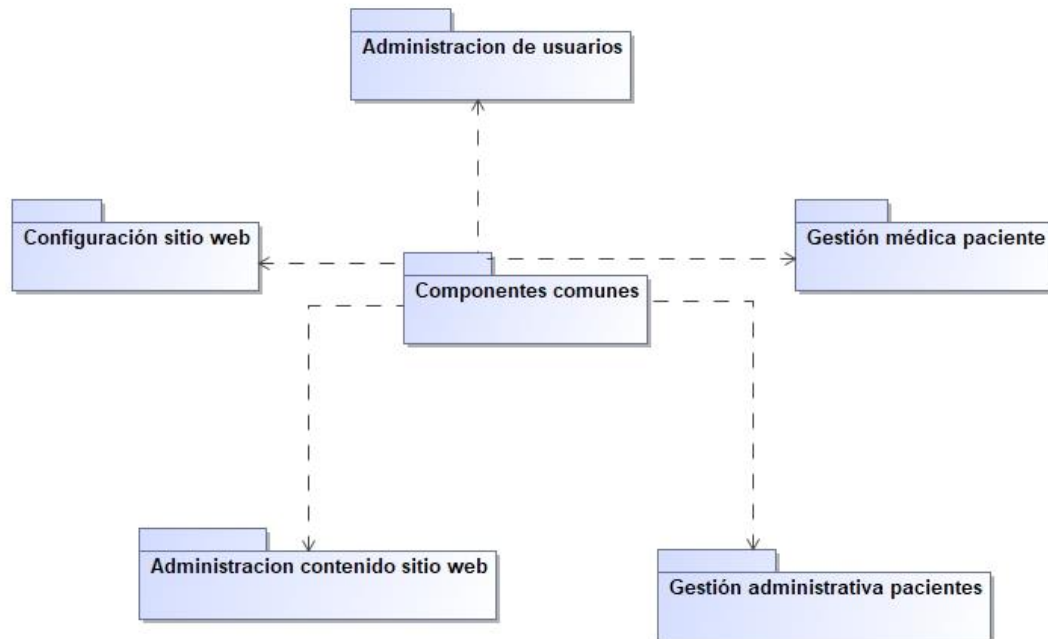 Administracion de usuarios
Configuración sitio web
Gestión médica paciente
Componentes comunes
Administracion contenido sitio web
Gestión administrativa pacientes